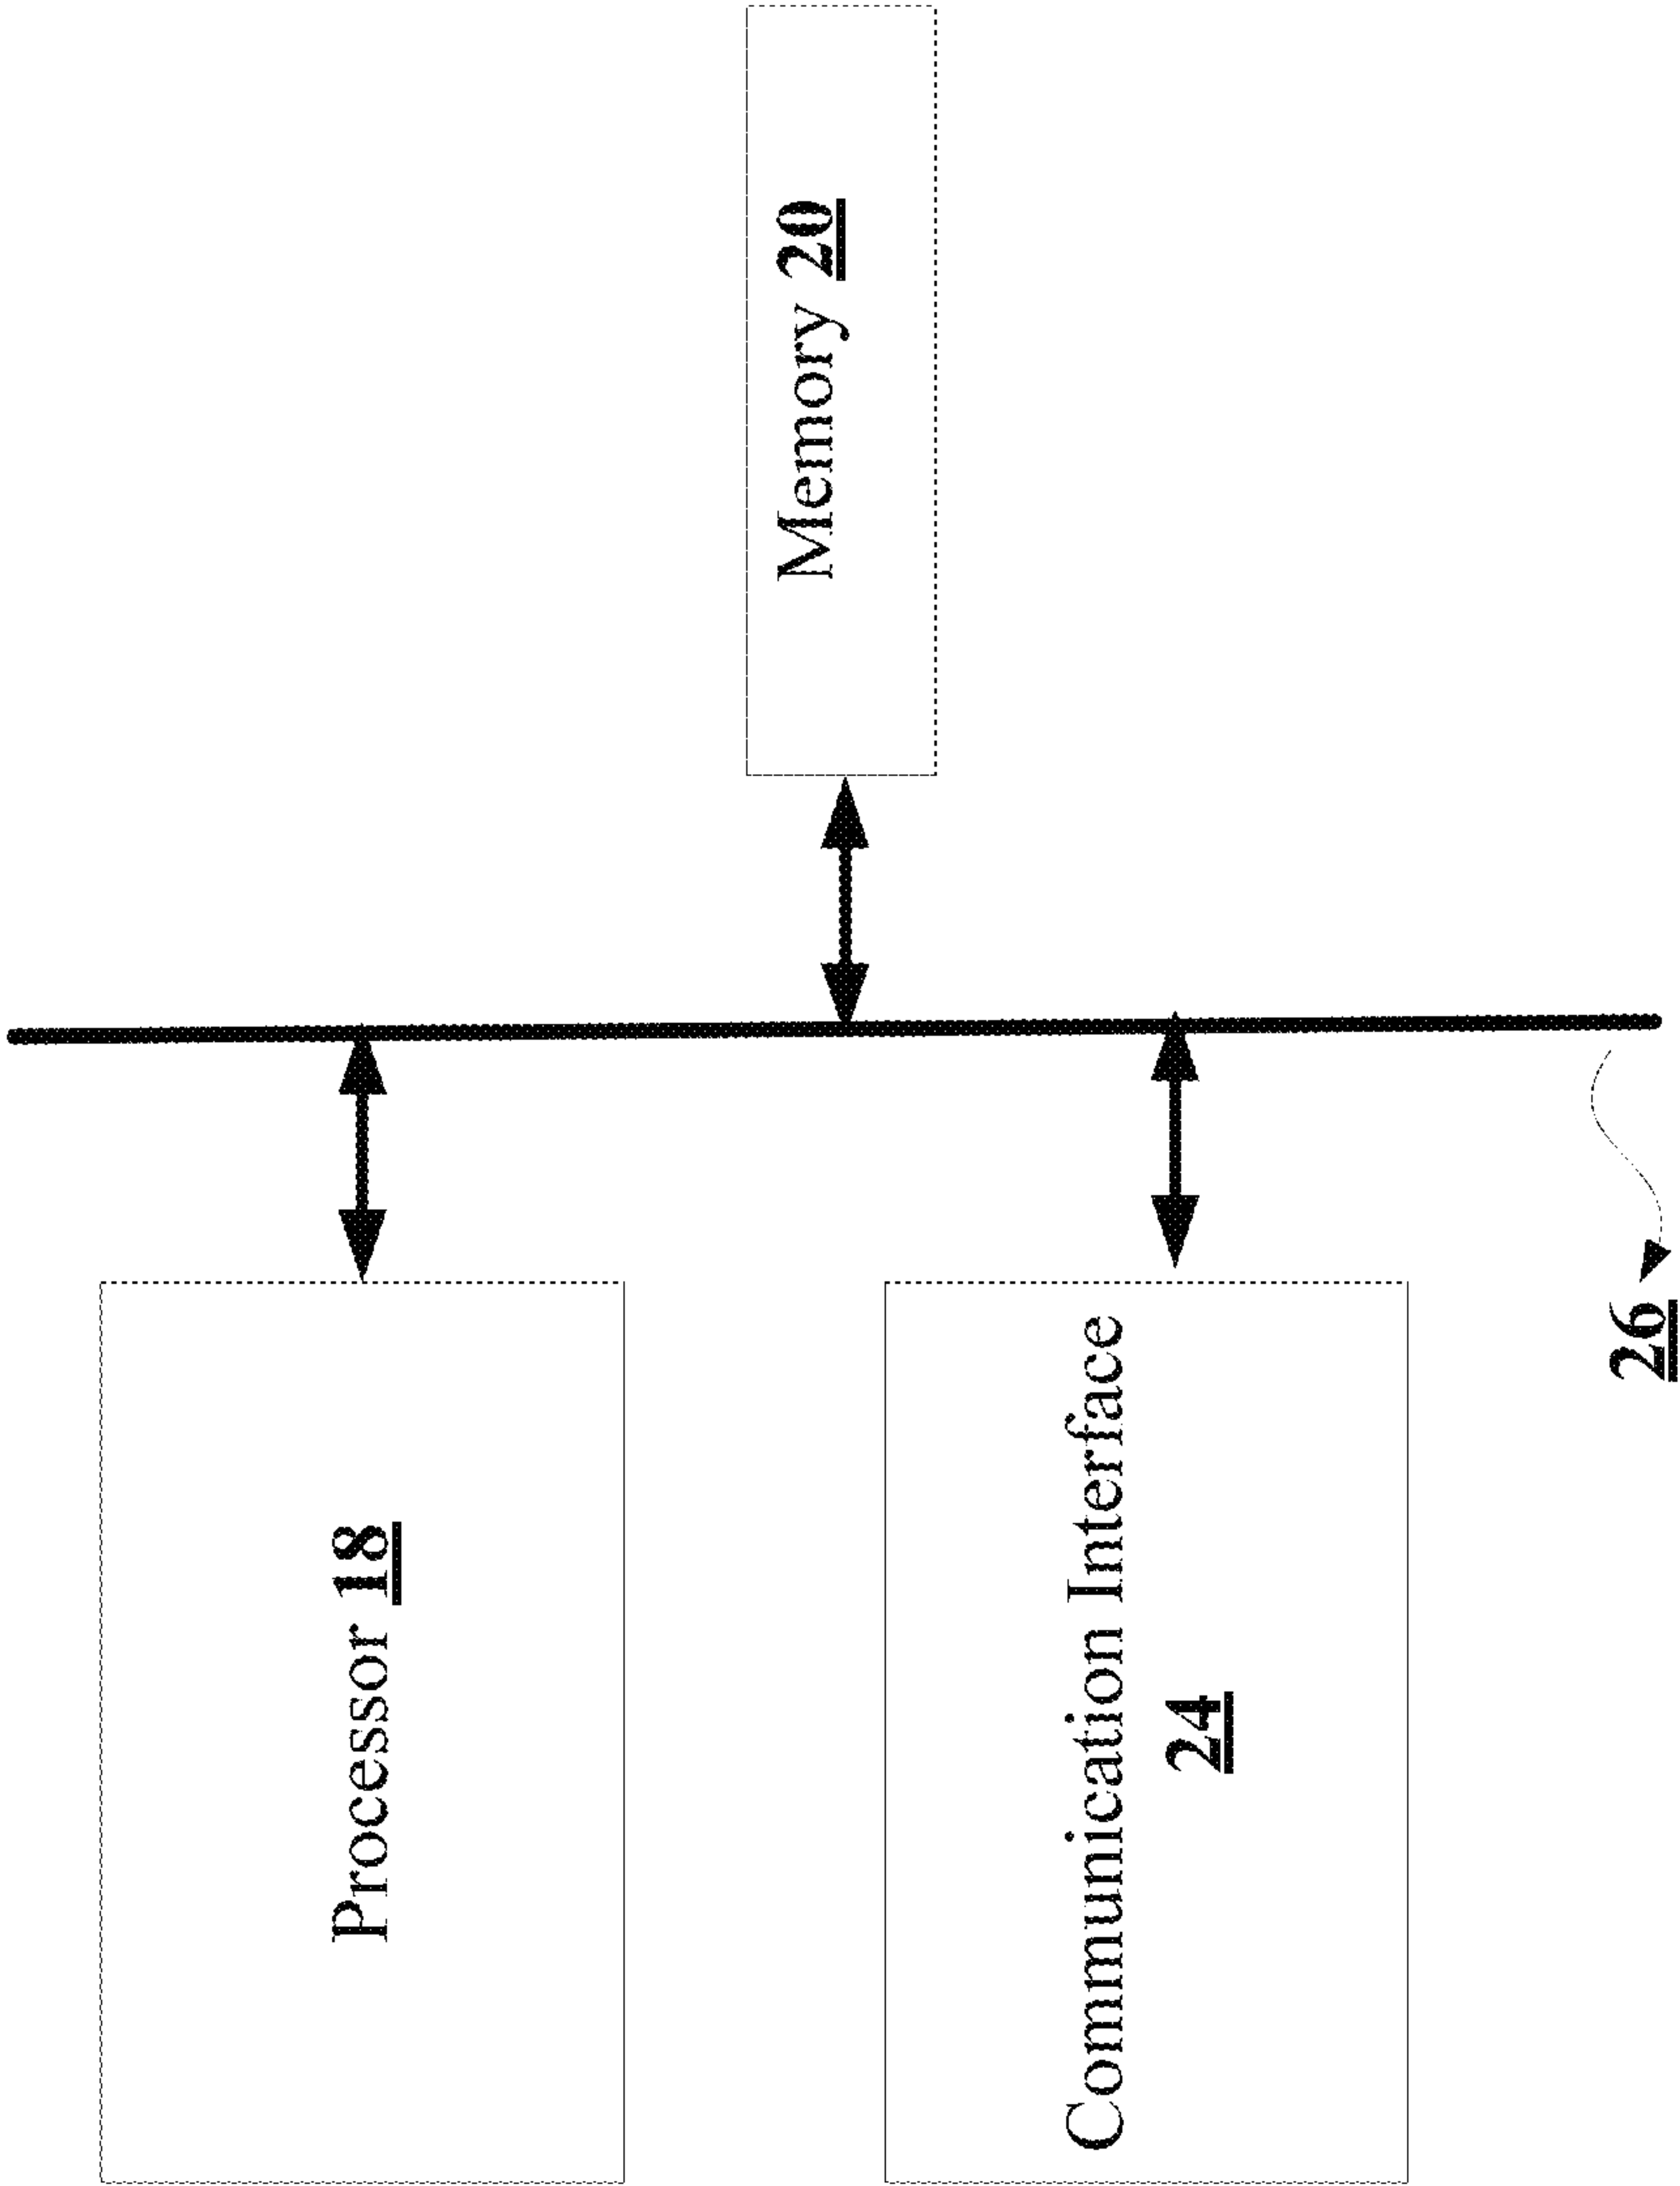 Processor 18
Memory 20
Communication Interface
24
26